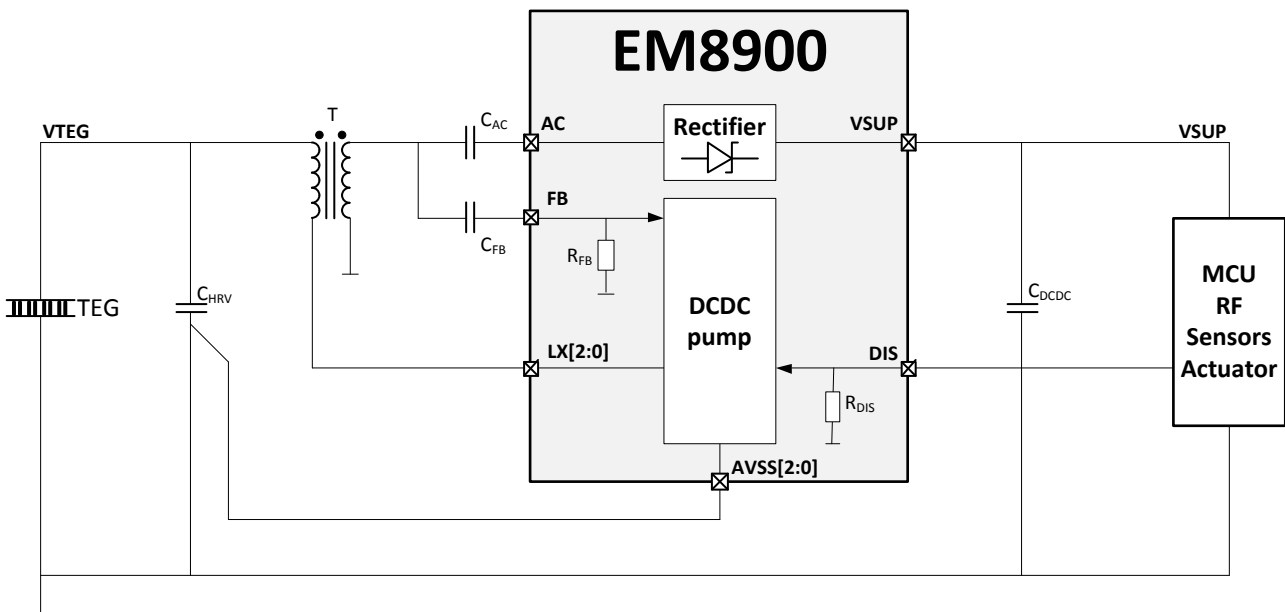 EM8900
T
VTEG
CAC
AC
Rectifier
VSUP
VSUP
FB
CFB
RFB
TEG
CHRV
DCDC
pump
CDCDC
MCU
RF
Sensors
Actuator
LX[2:0]
DIS
RDIS
AVSS[2:0]